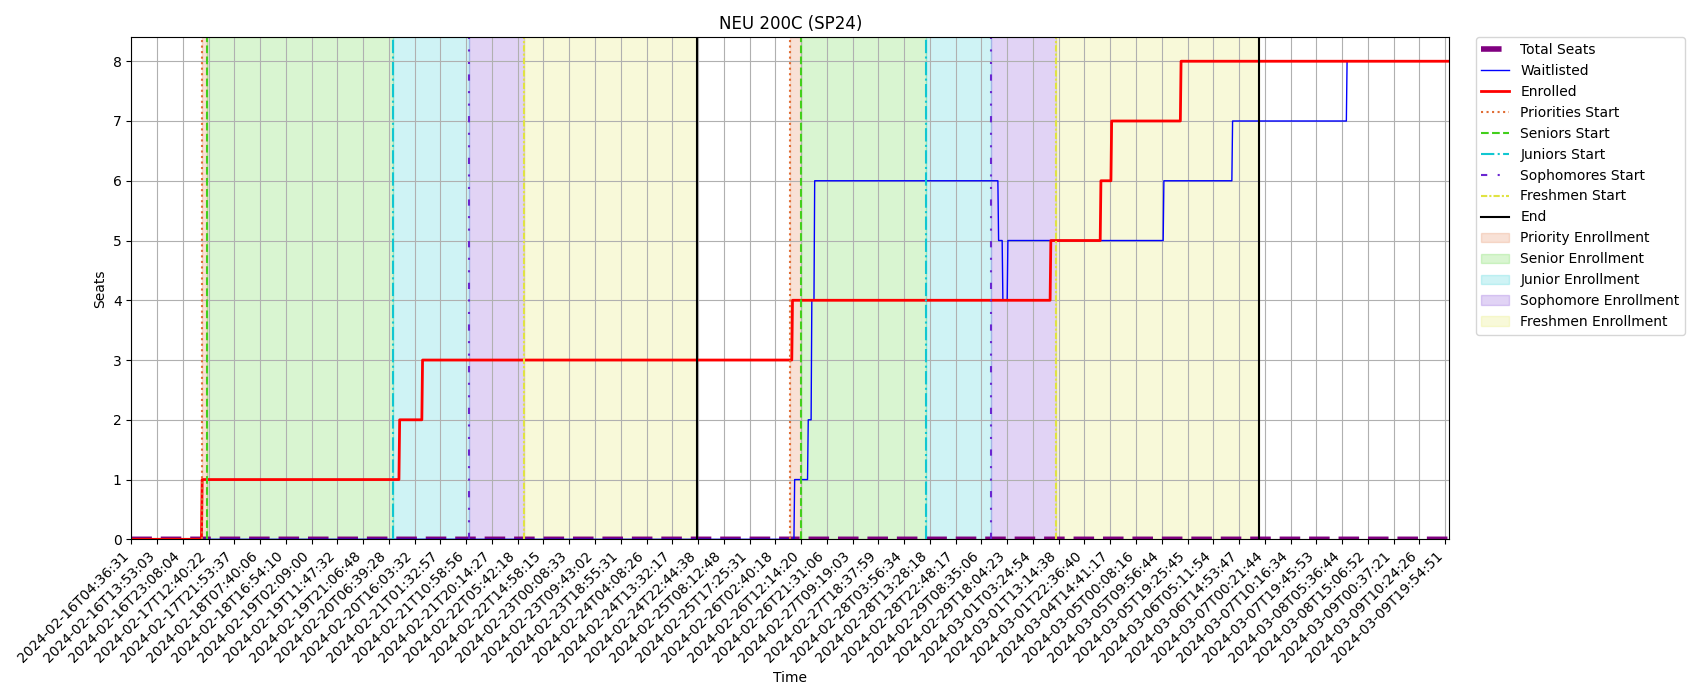 NEU 200C (SP24)
Seats
8
7
6
5
4
3
2
1
0
2024-02-16T04:36:31
2024-02-16T13:53:03
2024-02-16T23:08:04
2024-02-17T12:40:22
2024-02-17T21:53:37
2024-02-18T07:40:06
2024-02-18T16:54:10
2024-02-19T02:09:00
2024-02-19T11:47:32
2024-02-19T21:06:48
2024-02-20T06:39:28
2024-02-20T16:03:32
2024-02-21T01:32:57
2024-02-21T10:58:56
2024-02-21T20:14:27
2024-02-22T05:42:18
2024-02-22T14:58:15
2024-02-23T00:08:33
2024-02-23T09:43:02
2024-02-23T18:55:31
2024-02-24T04:08:26
2024-02-24T13:32:17
2024-02-24T22:44:38
2024-02-25T08:12:48
2024-02-25T17:25:31
2024-02-26T02:40:18
2024-02-26T12:14:20
2024-02-26T21:31:06
2024-02-27T09:19:03
2024-02-27T18:37:59
2024-02-28T03:56:34
2024-02-28T13:28:18
2024-02-28T22:48:17
2024-02-29T08:35:06
2024-02-29T18:04:23
2024-03-01T03:24:54
2024-03-01T13:14:38
2024-03-01T22:36:40
2024-03-04T14:41:17
2024-03-05T00:08:16
2024-03-05T09:56:44
2024-03-05T19:25:45
2024-03-06T05:11:54
2024-03-06T14:53:47
2024-03-07T00:21:44
2024-03-07T10:16:34
2024-03-07T19:45:53
2024-03-08T05:36:44
2024-03-08T15:06:52
2024-03-09T00:37:21
2024-03-09T10:24:26
2024-03-09T19:54:51
Time
Total Seats
Waitlisted
Enrolled
Priorities Start
Seniors Start
Juniors Start
Sophomores Start
Freshmen Start
End
Priority Enrollment
Senior Enrollment
Junior Enrollment
Sophomore Enrollment
Freshmen Enrollment